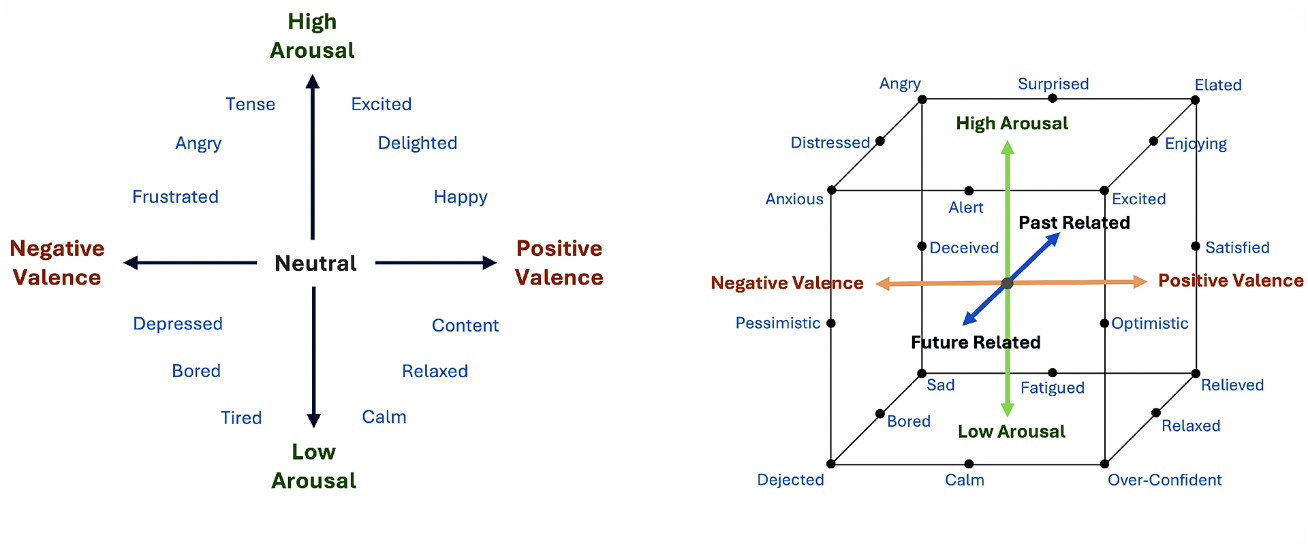 High
Arousal
Tense
Excited
Angry
Delighted
Frustrated
Happy
Negative
Valence
Neutral
Positive
Valence
Depressed
Content
Bored
Relaxed
Tired
Calm
Low
Arousal
Angry
Surprised
Elated
High Arousal
Distressed
Enjoying
Anxious
Alert
Excited
Past Related
Deceived
Satisfied
Negative Valence
Positive Valence
Pessimistic
Optimistic
Future Related
Sad
Fatigued
Relieved
Bored
Low Arousal
Relaxed
Dejected
Calm
Over-Confident